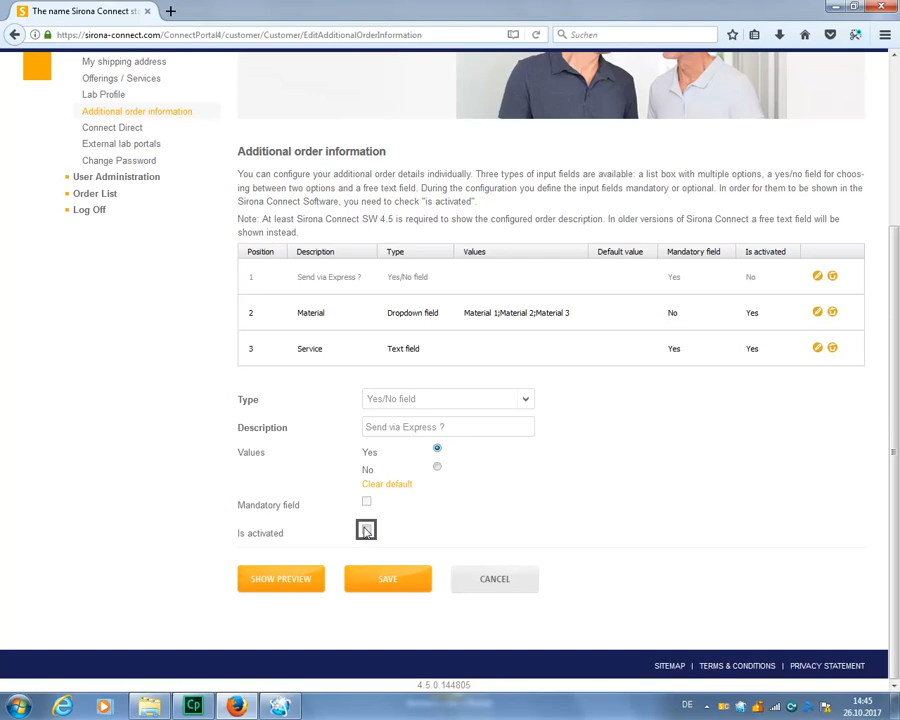 The name Sirona Connect st
https://sirona-connect.com/ConnectPortal4/customer/Customer/EditAdditionalOrderInformation
Suchen
My shipping address
Offerings / Services
Lab Profile
Additional order information
Connect Direct
External lab portals
Change Password
User Administration
Order List
Log Off
Additional order information
You can configure your additional order details individually. Three types of input fields are available: a list box with multiple options, a yes/no field for choos-
ing between two options and a free text field. During the configuration you define the input fields mandatory or optional. In order for them to be shown in the
Sirona Connect Software, you need to check "is activated".
Note: At least Sirona Connect SW 4.5 is required to show the configured order description. In older versions of Sirona Connect a free text field will be
shown instead.
Position Description Type Values Default value Mandatory field Is activated
1 Send via Express ? Yes/No field Yes No
2 Material Dropdown field Material 1;Material 2;Material 3 No Yes
3 Service Text field Yes Yes
Type Yes/No field
Description Send via Express ?
Values Yes
No
Clear default
Mandatory field
Is activated
SHOW PREVIEW SAVE CANCEL
SITEMAP | TERMS & CONDITIONS | PRIVACY STATEMENT
4.5.0.144805
Cp
DE
14:45
26.10.2017